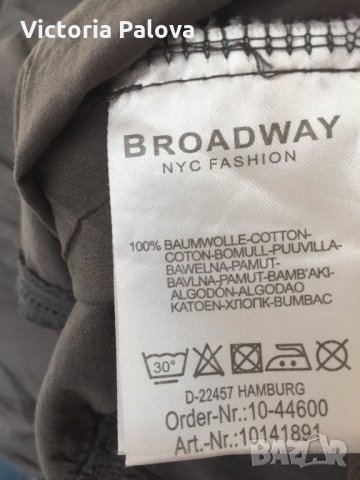 Victoria Palova
BROADWAY
NYC FASHION
100% BAUMWOLLE-COTTON-
COTON-BOMULL-PUUVILLA-
BAWELNA-PAMUT-
BAVLNA-PAMUT-BAMB'AKI-
ALGODÓN-ALGODAO
KATOEN-ХЛОПК-BUMBAC
30°
D-22457 HAMBURG
Order-Nr.:10-44600
Art.-Nr.:10141891
BAZAR